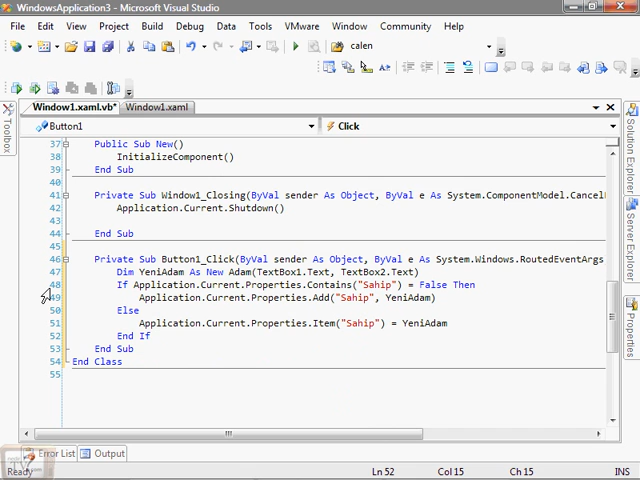 WindowsApplication3 - Microsoft Visual Studio
File Edit View Project Build Debug Data Tools VMware Window Community Help
calen
Window1.xaml.vb* Window1.xaml
Button1 Click
37 Public Sub New()
38 InitializeComponent()
39 End Sub
40
41 Private Sub Window1_Closing(ByVal sender As Object, ByVal e As System.ComponentModel.Cancel
42 Application.Current.Shutdown()
43
44 End Sub
45
46 Private Sub Button1_Click(ByVal sender As Object, ByVal e As System.Windows.RoutedEventArgs
47 Dim YeniAdam As New Adam(TextBox1.Text, TextBox2.Text)
48 If Application.Current.Properties.Contains("Sahip") = False Then
49 Application.Current.Properties.Add("Sahip", YeniAdam)
50 Else
51 Application.Current.Properties.Item("Sahip") = YeniAdam
52 End If
53 End Sub
54 End Class
55
Toolbox
Solution Explorer
Server Explorer
Properties
Error List Output
Ready Ln 52 Col 15 Ch 15 INS